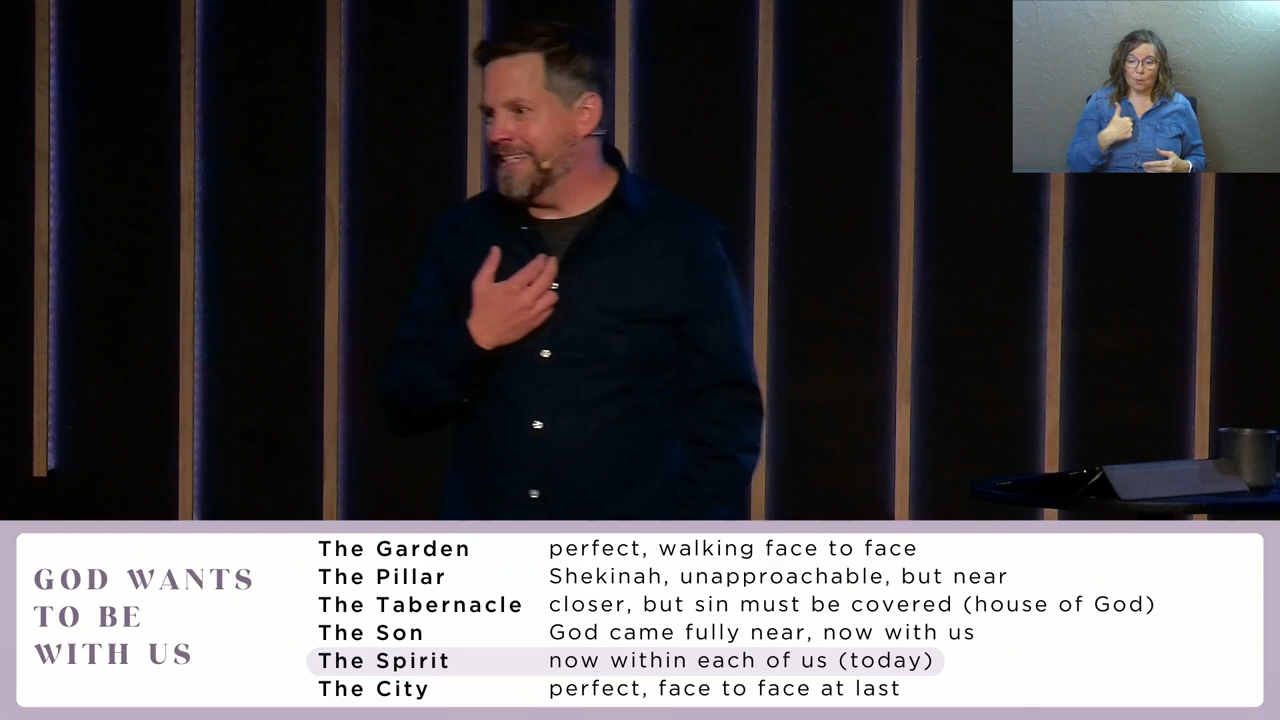 GOD WANTS
TO BE
WITH US
The Garden perfect, walking face to face
The Pillar Shekinah, unapproachable, but near
The Tabernacle closer, but sin must be covered (house of God)
The Son God came fully near, now with us
The Spirit now within each of us (today)
The City perfect, face to face at last